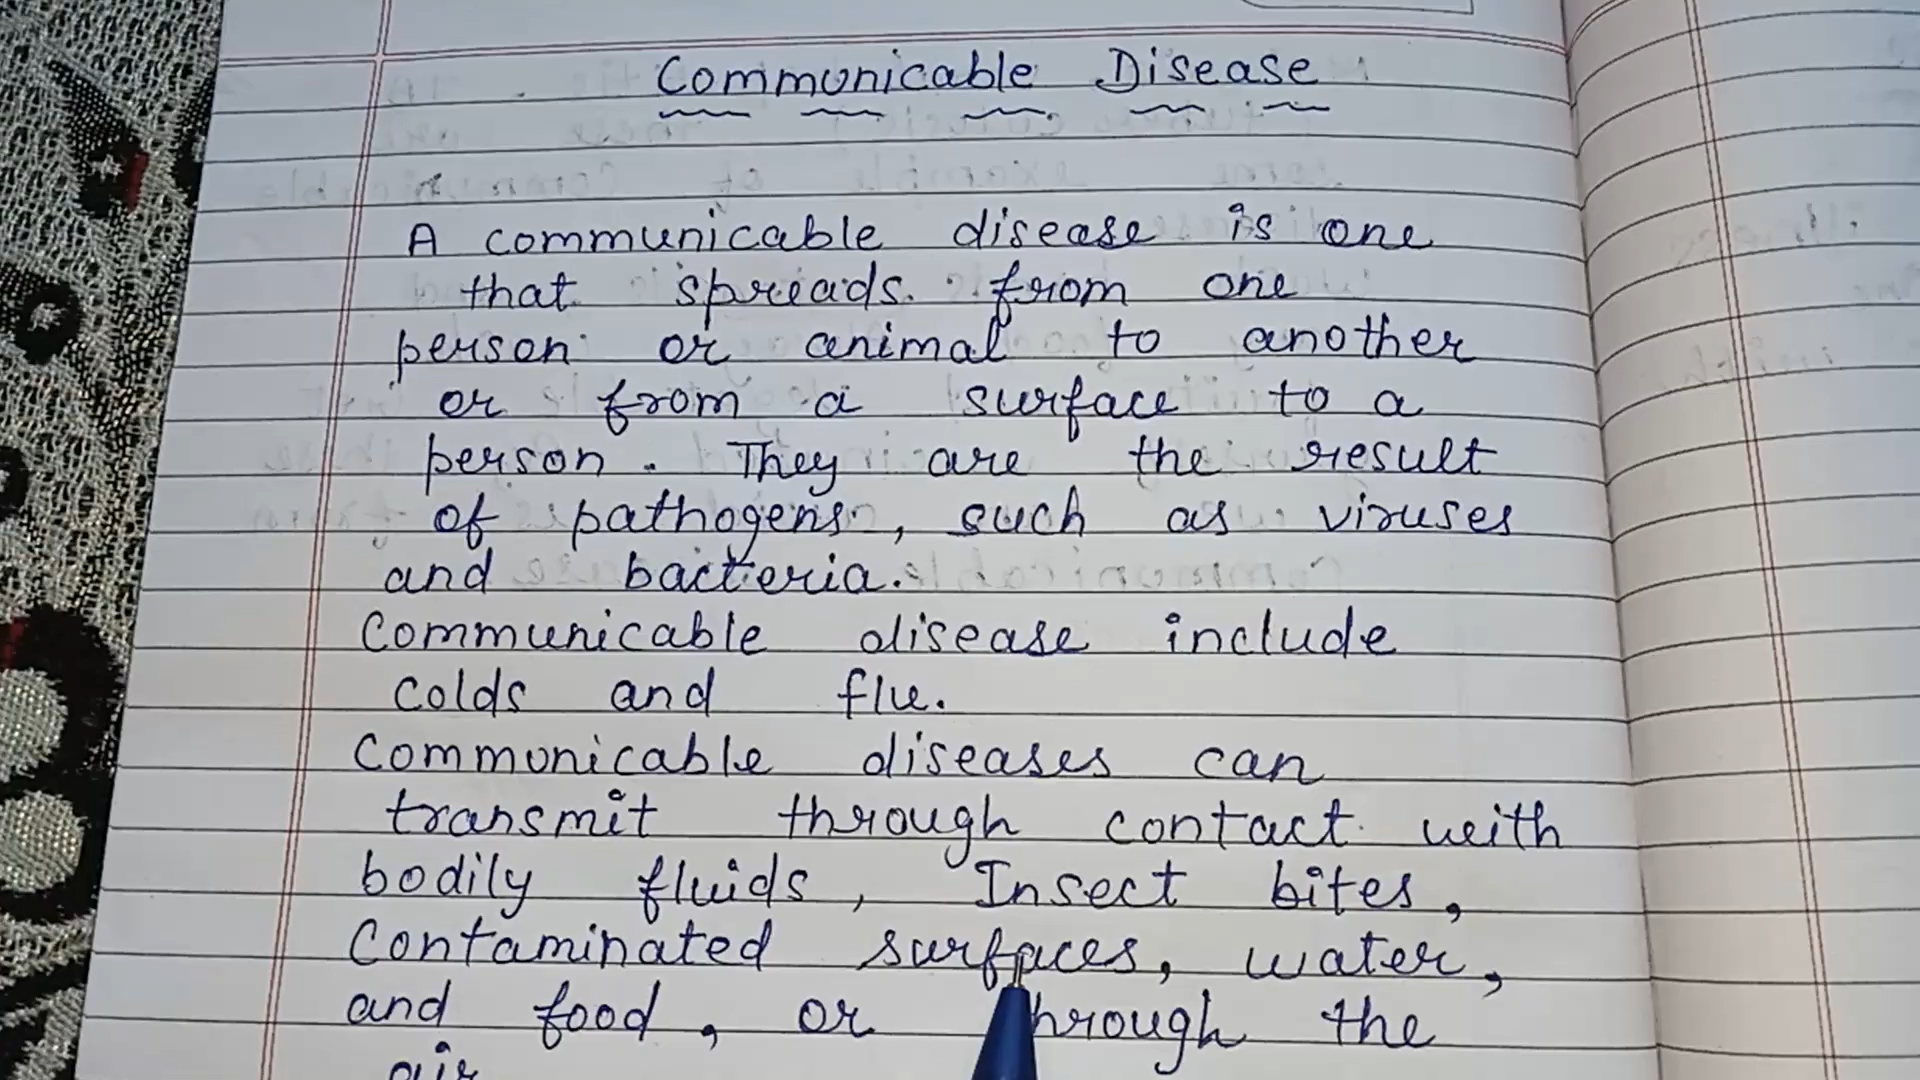 Communicable Disease
A communicable disease is one
that spreads from one
person or animal to another
or from a surface to a
person. They are the result
of pathogens, such as viruses
and bacteria.
Communicable disease include
colds and flu.
Communicable diseases can
transmit through contact with
bodily fluids, Insect bites,
Contaminated surfaces, water,
and food, or through the
air